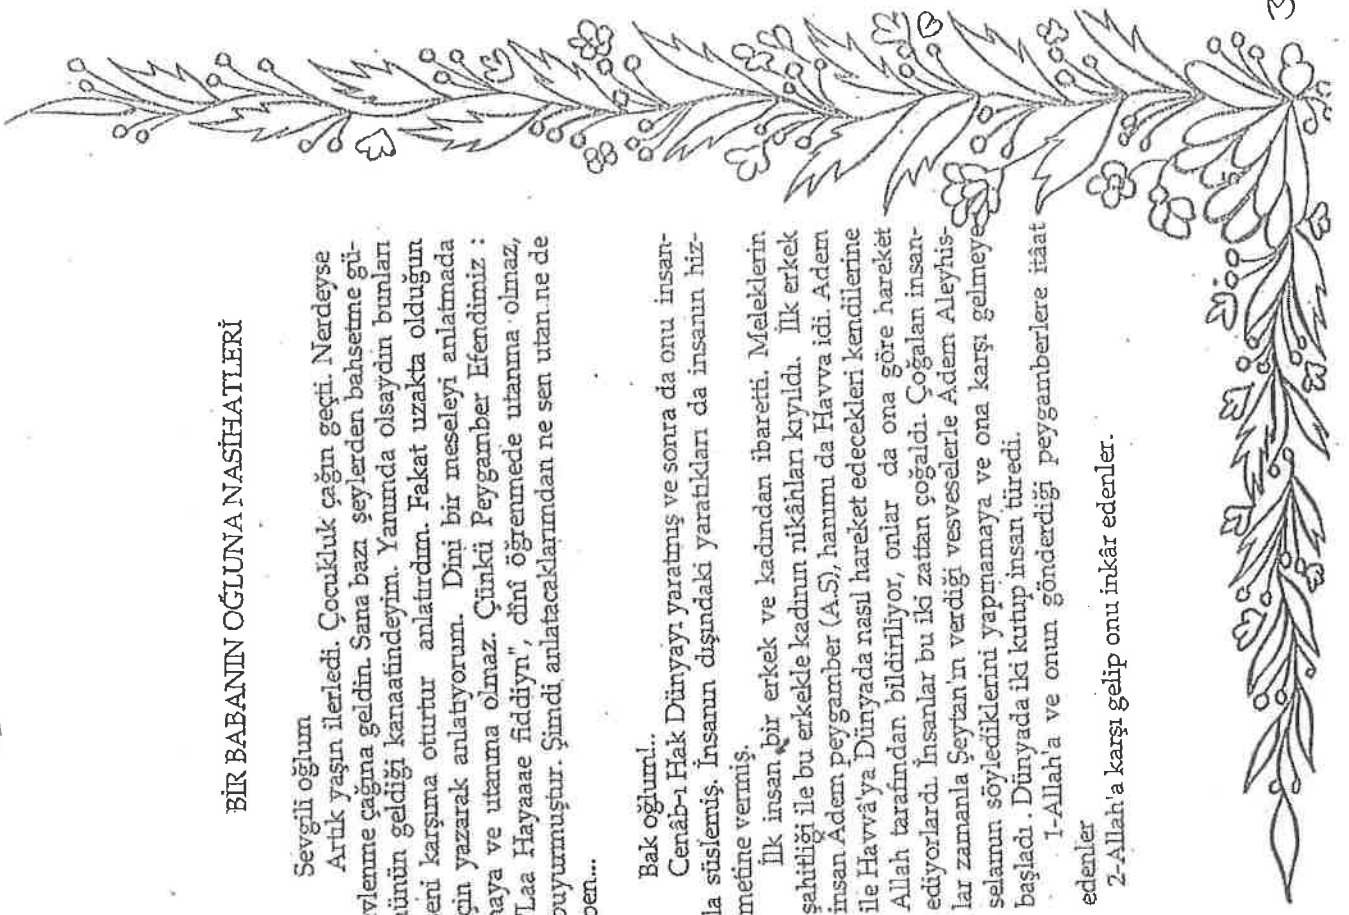 BİR BABANIN OĞLUNA NASİHATLERİ
Sevgili oğlum
Artık yaşın ilerledi. Çocukluk çağın geçti. Nerdeyse
vlenme çağına geldin. Sana bazı şeylerden bahsetme gü-
nünün geldiği kanaatindeyim. Yanımda olsaydın bunları
eni karşıma oturtur anlatırdım. Fakat uzakta olduğun
çin yazarak anlatıyorum. Dini bir meseleyi anlatmada
haya ve utanma olmaz. Çünkü Peygamber Efendimiz :
"Laa Hayaaae fiddiyn", dînî öğrenmede utanma olmaz,
buyurmuştur. Şimdi anlatacaklarımdan ne sen utan ne de
ben...
Bak oğlum!..
Cenâb-ı Hak Dünyayı yaratmış ve sonra da onu insan-
la süslemiş. İnsanın dışındaki yaratıkları da insanın hiz-
metine vermiş.
İlk insan bir erkek ve kadından ibaretti. Meleklerin
şahitliği ile bu erkekle kadının nikâhları kıyıldı. İlk erkek
insan Adem peygamber (A.S), hanımı da Havva idi. Adem
ile Havvâ'ya Dünyada nasıl hareket edecekleri kendilerine
Allah tarafından bildiriliyor, onlar da ona göre hareket
ediyorlardı. İnsanlar bu iki zattan çoğaldı. Çoğalan insan-
lar zamanla Şeytan'ın verdiği vesveselerle Adem Aleyhis-
selamın söylediklerini yapmamaya ve ona karşı gelmeye
başladı . Dünyada iki kutup insan türedi.
1-Allah'a ve onun gönderdiği peygamberlere itâat
edenler
2-Allah'a karşı gelip onu inkâr edenler.